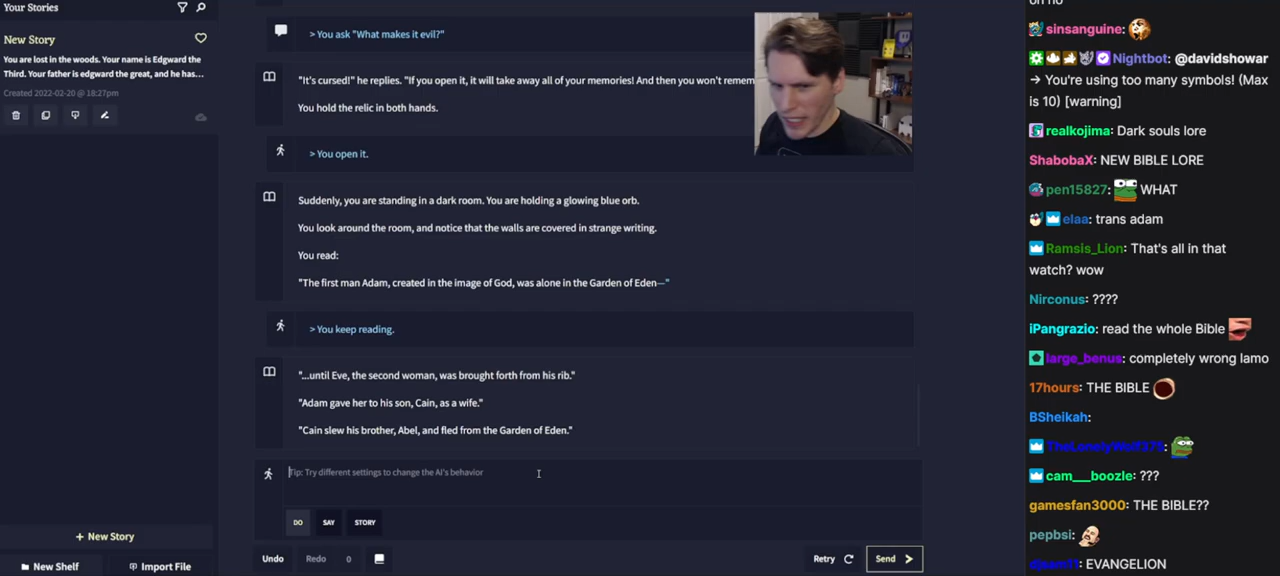 Your Stories
New Story
You are lost in the woods. Your name is Edgward the
Third. Your father is edgward the great, and he has...
Created 2022-02-20 @ 18:27pm
+ New Story
New Shelf
Import File
> You ask "What makes it evil?"
"It's cursed!" he replies. "If you open it, it will take away all of your memories! And then you won't remem
You hold the relic in both hands.
> You open it.
Suddenly, you are standing in a dark room. You are holding a glowing blue orb.
You look around the room, and notice that the walls are covered in strange writing.
You read:
"The first man Adam, created in the image of God, was alone in the Garden of Eden—"
> You keep reading.
"...until Eve, the second woman, was brought forth from his rib."
"Adam gave her to his son, Cain, as a wife."
"Cain slew his brother, Abel, and fled from the Garden of Eden."
Tip: Try different settings to change the AI's behavior
DO SAY STORY
Undo Redo 0 Retry Send >
oh no
sinsanguine:
Nightbot: @davidshowar
→ You're using too many symbols! (Max
is 10) [warning]
realkojima: Dark souls lore
ShabobaX: NEW BIBLE LORE
pen15827: WHAT
elaa: trans adam
Ramsis_Lion: That's all in that
watch? wow
Nirconus: ????
iPangrazio: read the whole Bible
large_benus: completely wrong lamo
17hours: THE BIBLE
BSheikah:
TheLonelyWolf375:
cam___boozle: ???
gamesfan3000: THE BIBLE??
pepbsi:
EVANGELION